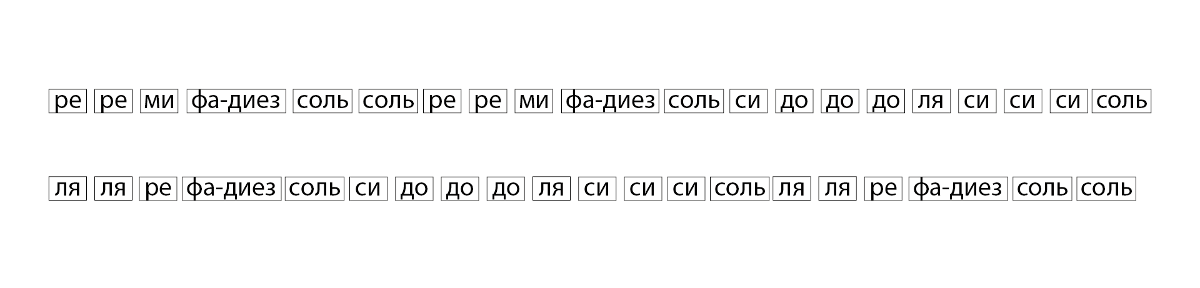 ре ре ми фа-диез соль соль ре ре ми фа-диез соль си до до до ля си си си соль
ля ля ре фа-диез соль си до до до ля си си си соль ля ля ре фа-диез соль соль